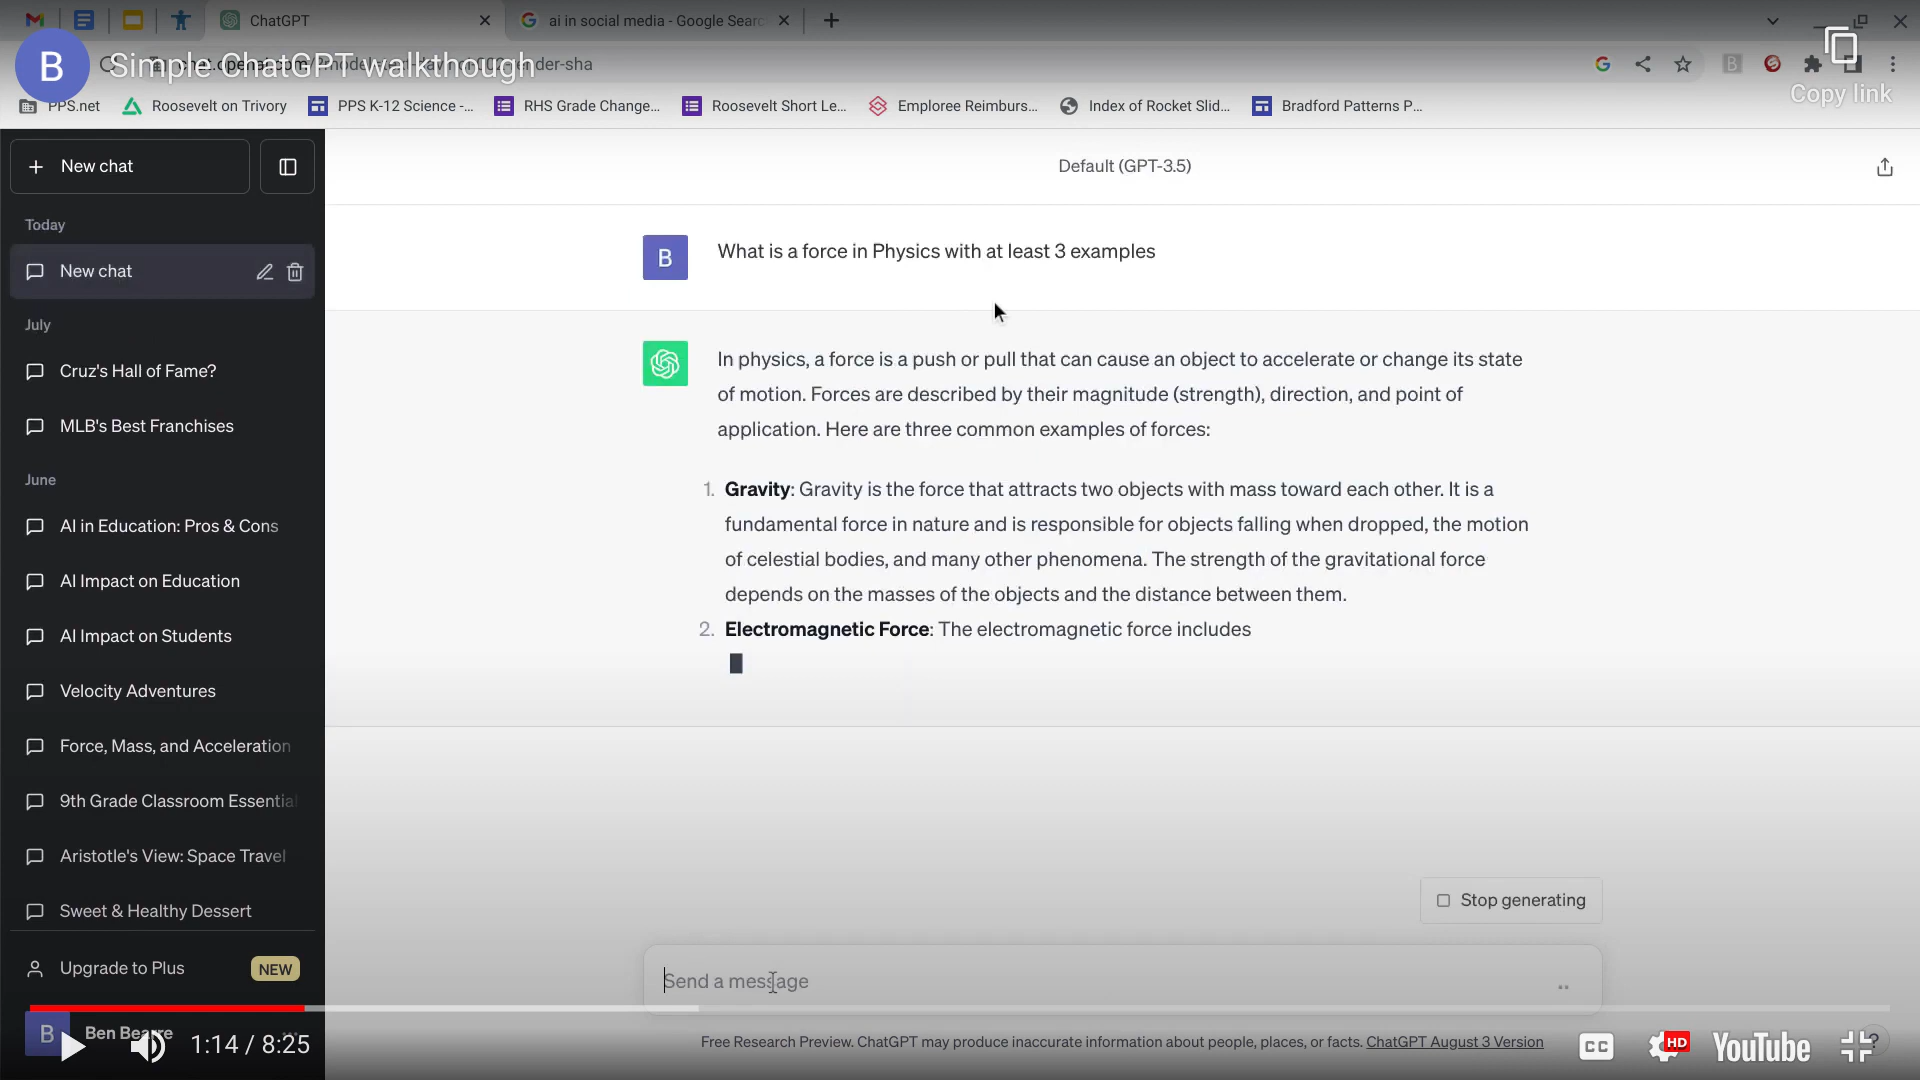 ChatGPT
ai in social media - Google Searc
B Simple ChatGPT walkthough
der-sha
PPS.net
Roosevelt on Trivory
PPS K-12 Science -...
RHS Grade Change...
Roosevelt Short Le...
Emploree Reimburs...
Index of Rocket Slid...
Bradford Patterns P...
Copy link
New chat
Default (GPT-3.5)
Today
New chat
July
Cruz's Hall of Fame?
MLB's Best Franchises
June
AI in Education: Pros & Cons
AI Impact on Education
AI Impact on Students
Velocity Adventures
Force, Mass, and Acceleration
9th Grade Classroom Essential
Aristotle's View: Space Travel
Sweet & Healthy Dessert
Upgrade to Plus NEW
B Ben
B What is a force in Physics with at least 3 examples
In physics, a force is a push or pull that can cause an object to accelerate or change its state
of motion. Forces are described by their magnitude (strength), direction, and point of
application. Here are three common examples of forces:
1. Gravity: Gravity is the force that attracts two objects with mass toward each other. It is a
fundamental force in nature and is responsible for objects falling when dropped, the motion
of celestial bodies, and many other phenomena. The strength of the gravitational force
depends on the masses of the objects and the distance between them.
2. Electromagnetic Force: The electromagnetic force includes
Stop generating
Send a message
Free Research Preview. ChatGPT may produce inaccurate information about people, places, or facts. ChatGPT August 3 Version
1:14 / 8:25
CC
HD
YouTube
?